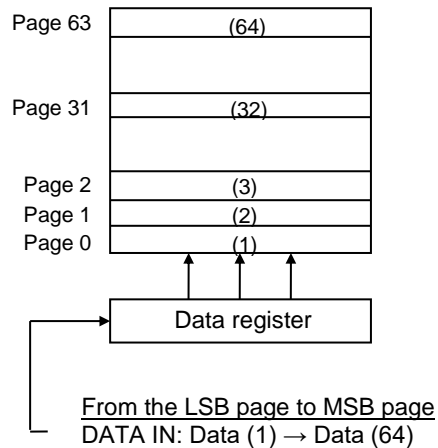 Page 63 (64)
Page 31 (32)
Page 2 (3)
Page 1 (2)
Page 0 (1)
Data register
From the LSB page to MSB page
DATA IN: Data (1) → Data (64)